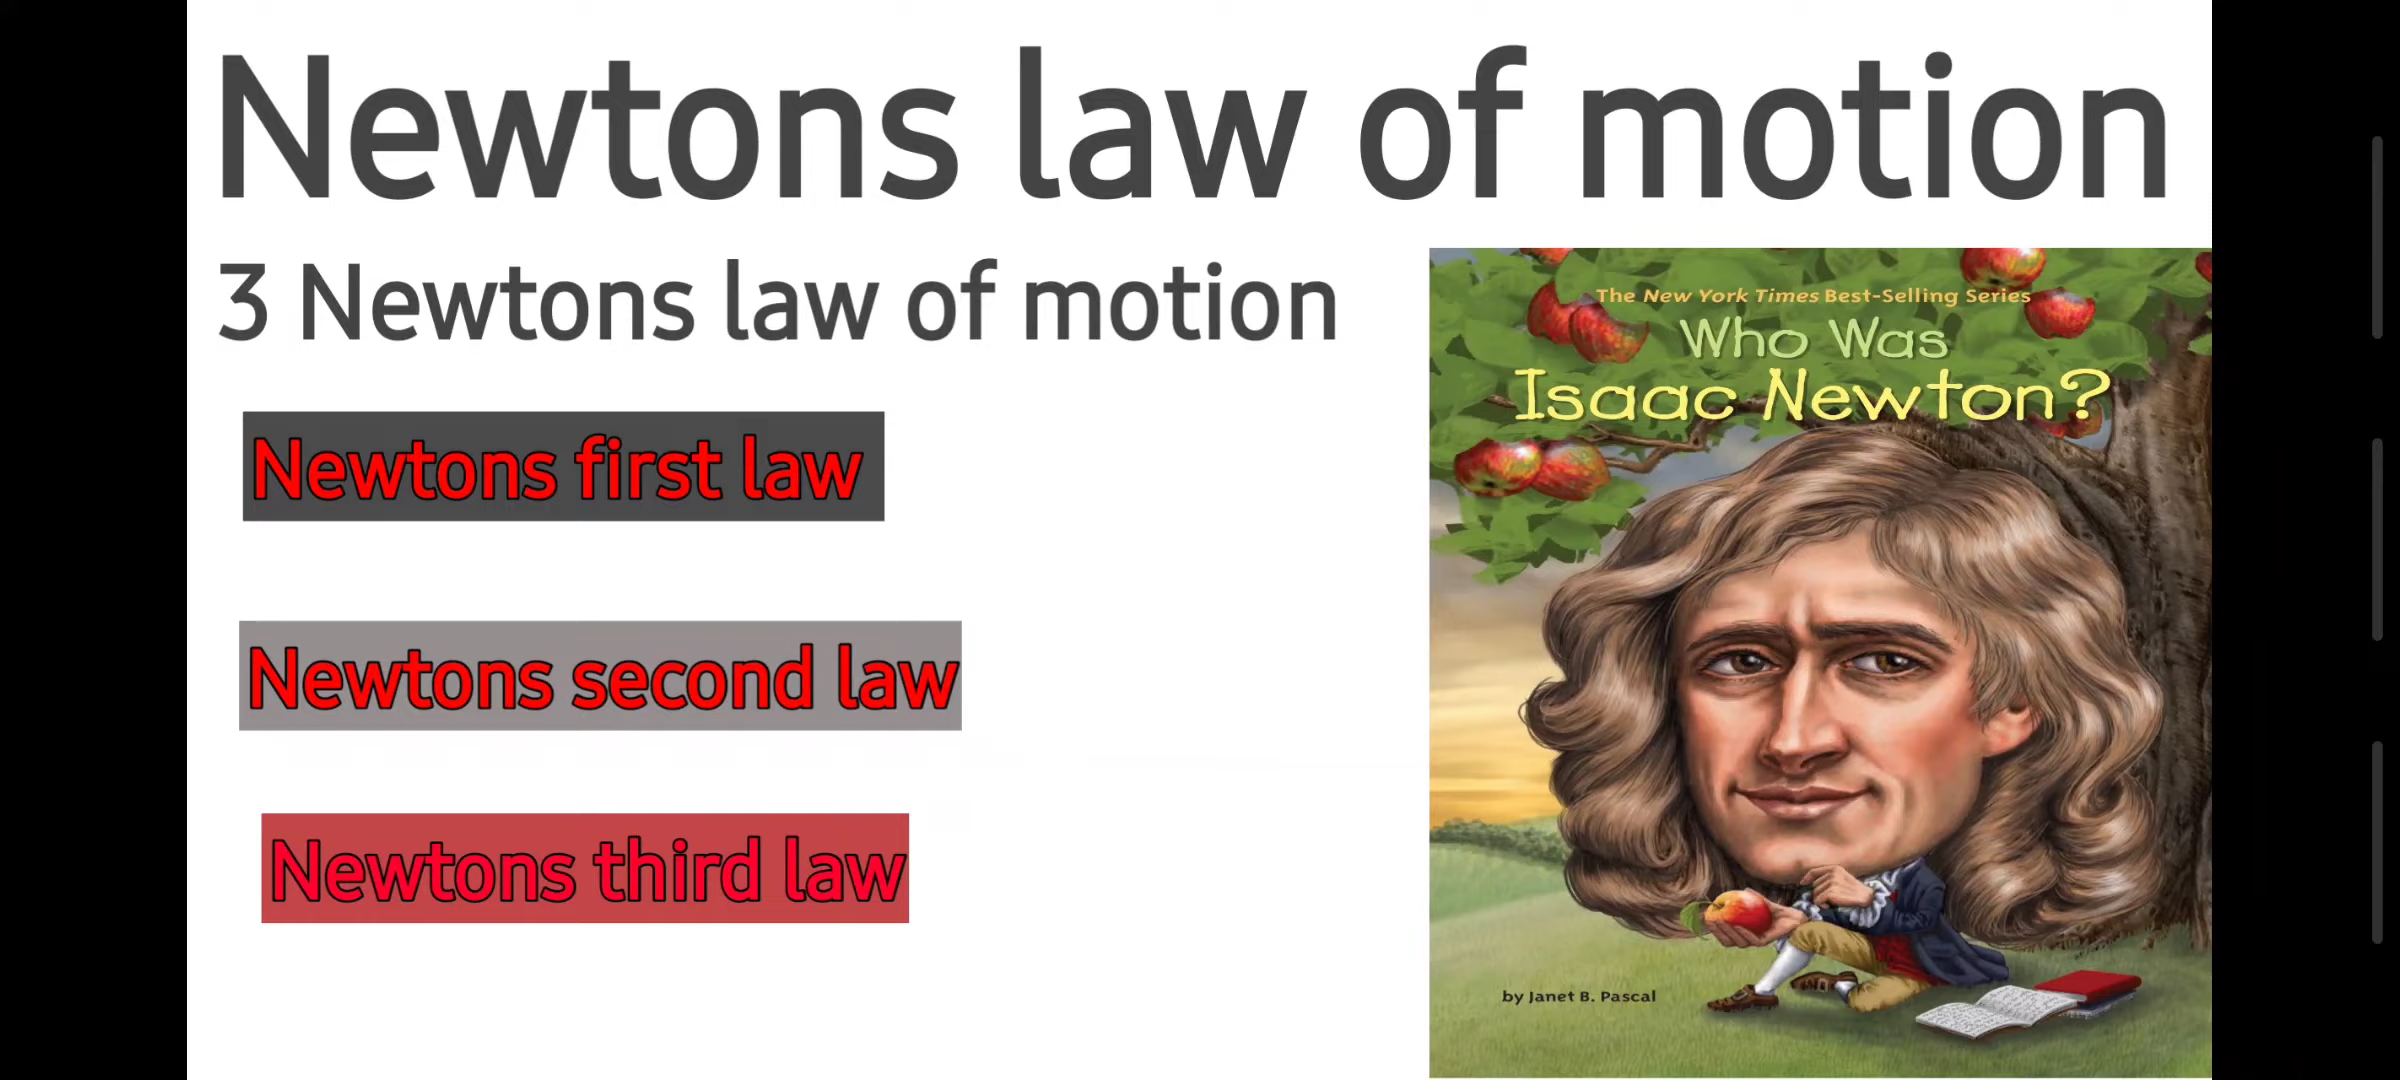 Newtons law of motion
3 Newtons law of motion
Newtons first law
Newtons second law
Newtons third law
The New York Times Best-Selling Series
Who Was
Isaac Newton?
by Janet B. Pascal